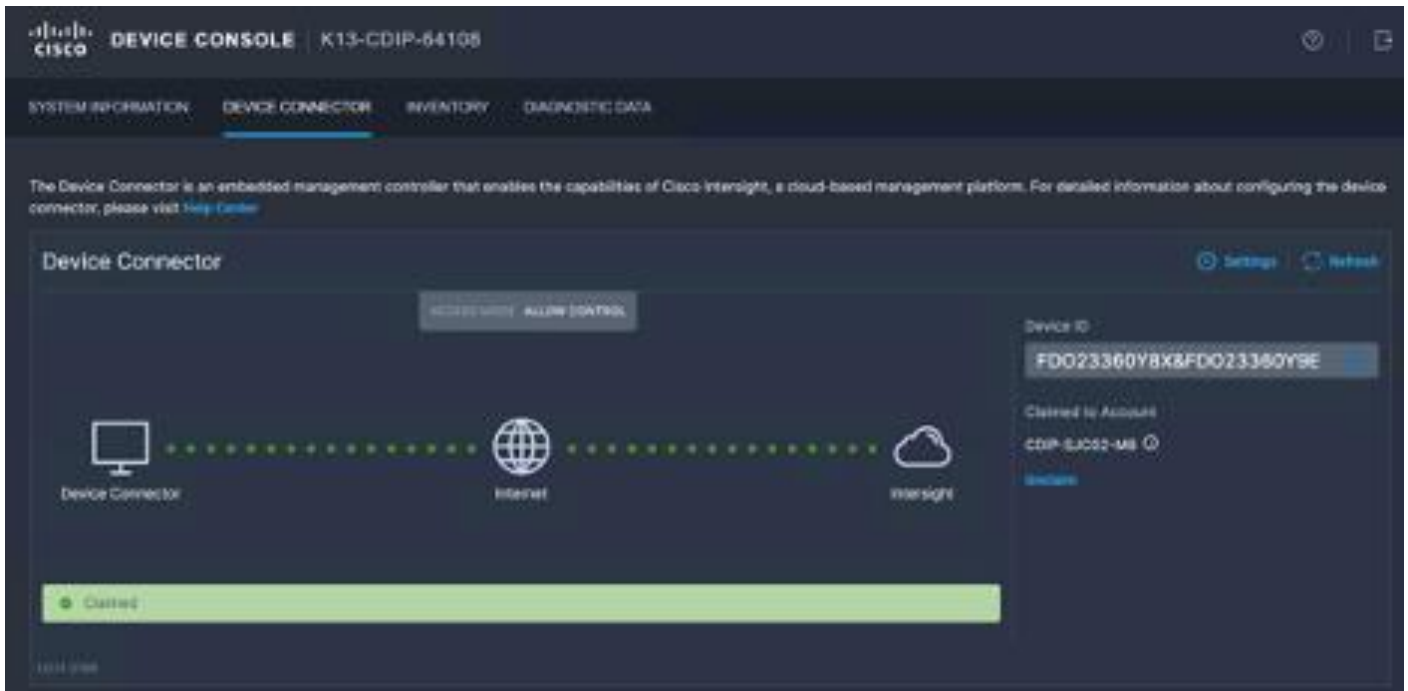 CISCO DEVICE CONSOLE K13-CDIP-64108
SYSTEM INFORMATION DEVICE CONNECTOR INVENTORY DIAGNOSTIC DATA
The Device Connector is an embedded management controller that enables the capabilities of Cisco Intersight, a cloud-based management platform. For detailed information about configuring the device
connector, please visit Help Center
Device Connector
Settings Refresh
ACCESS MODE ALLOW CONTROL
Device ID
FDO23360Y8X&FDO23360Y9E
Claimed to Account
CDIP-SJC02-M6
Unclaim
Device Connector Internet Intersight
Claimed